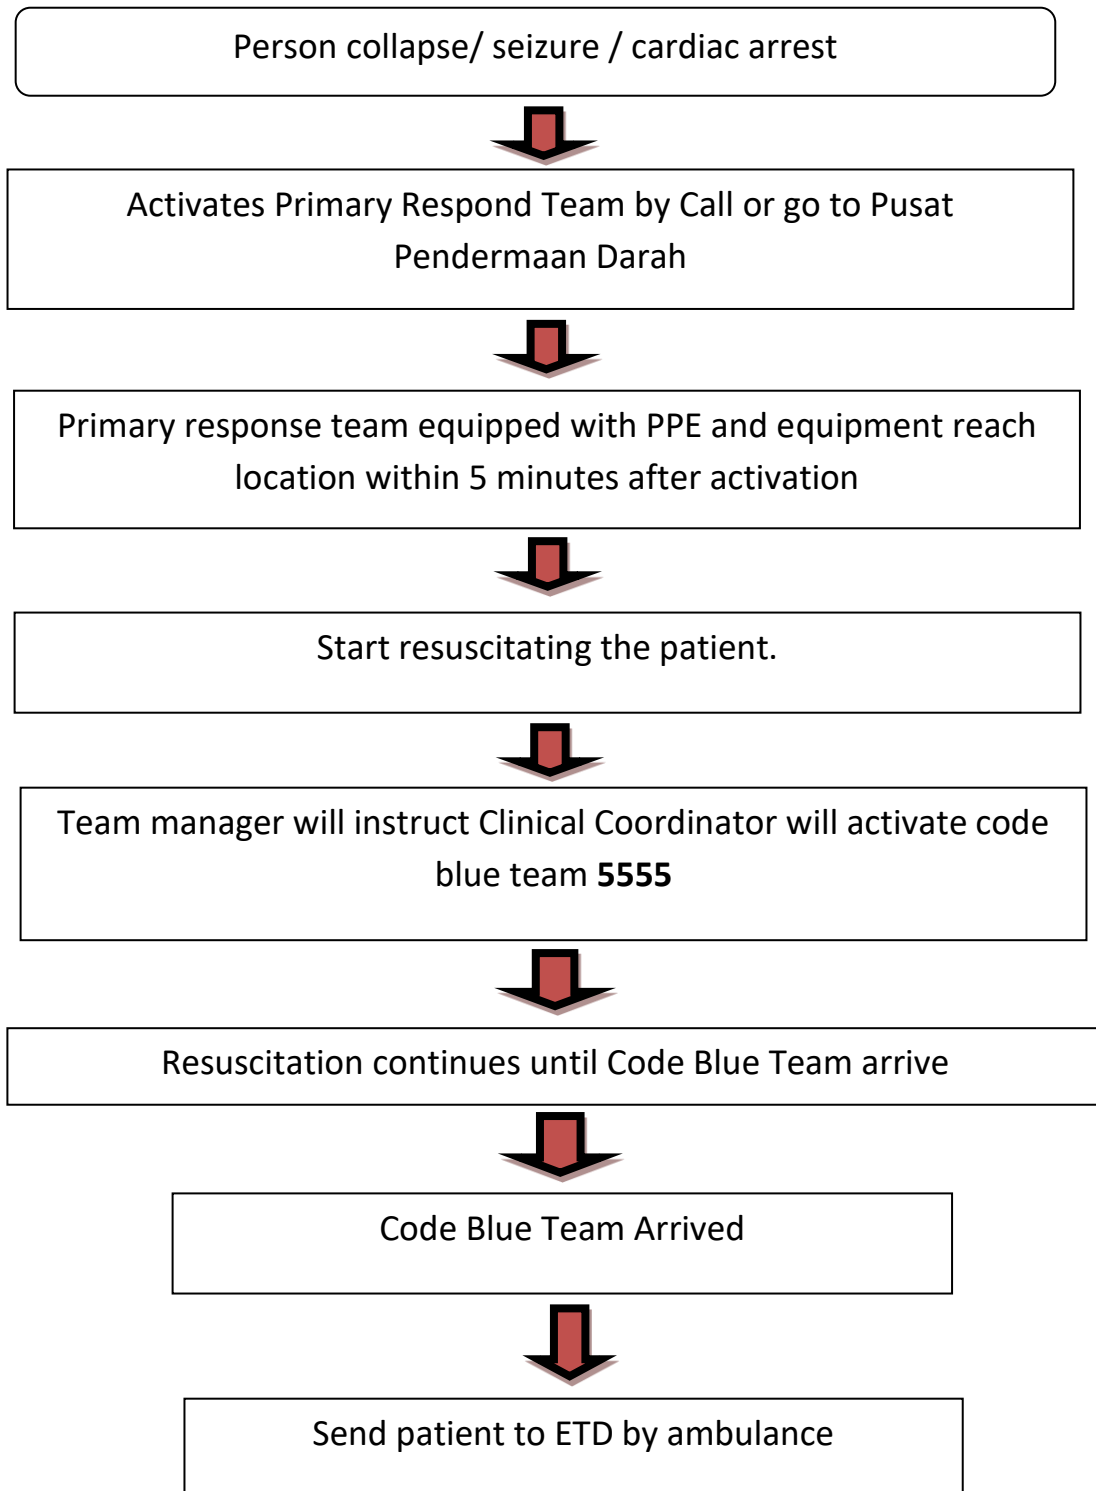 Person collapse/ seizure / cardiac arrest
Activates Primary Respond Team by Call or go to Pusat
Pendermaan Darah
Primary response team equipped with PPE and equipment reach
location within 5 minutes after activation
Start resuscitating the patient.
Team manager will instruct Clinical Coordinator will activate code
blue team 5555
Resuscitation continues until Code Blue Team arrive
Code Blue Team Arrived
Send patient to ETD by ambulance